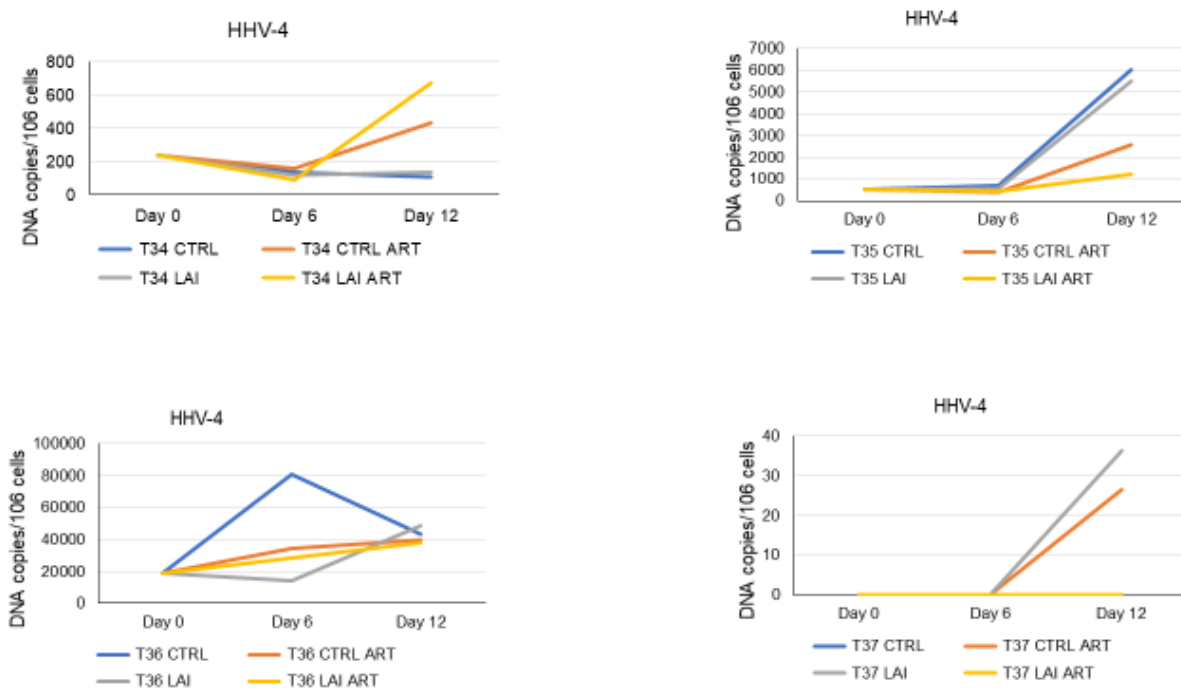 HHV-4
DNA copies/106 cells
800
600
400
200
0
Day 0 Day 6 Day 12
T34 CTRL T34 CTRL ART
T34 LAI T34 LAI ART
HHV-4
DNA copies/106 cells
7000
6000
5000
4000
3000
2000
1000
0
Day 0 Day 6 Day 12
T35 CTRL T35 CTRL ART
T35 LAI T35 LAI ART
HHV-4
DNA copies/106 cells
100000
80000
60000
40000
20000
0
Day 0 Day 6 Day 12
T36 CTRL T36 CTRL ART
T36 LAI T36 LAI ART
HHV-4
DNA copies/106 cells
40
30
20
10
0
Day 0 Day 6 Day 12
T37 CTRL T37 CTRL ART
T37 LAI T37 LAI ART